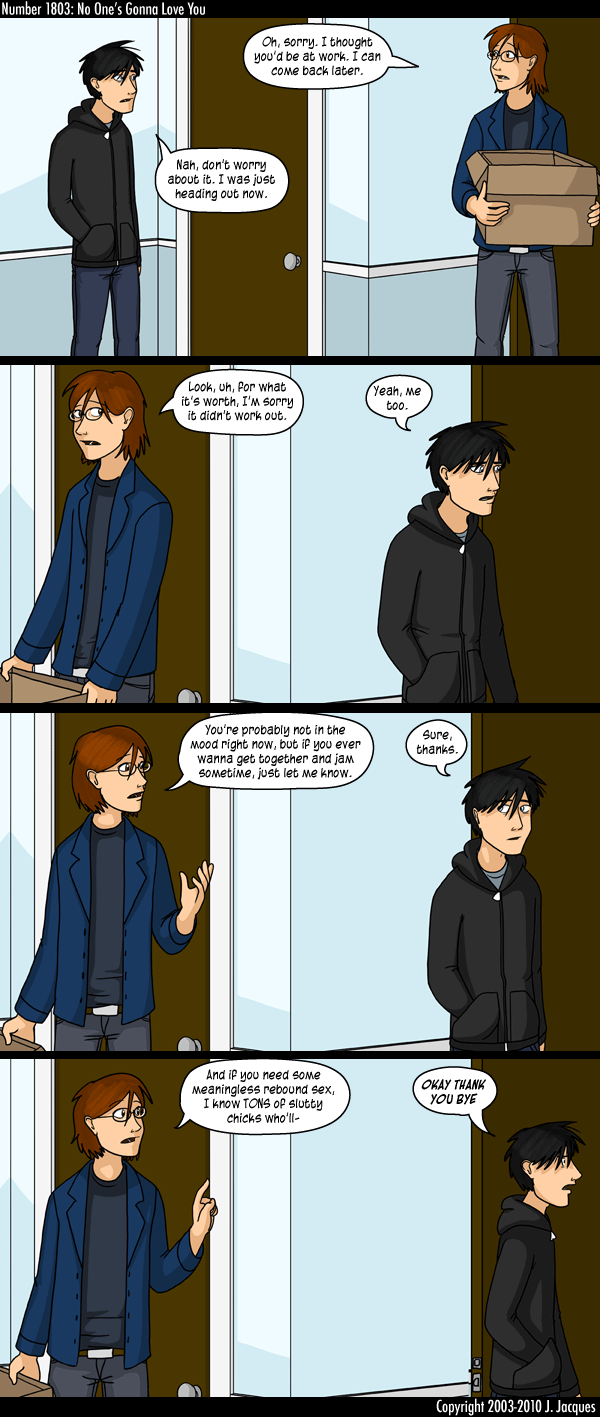 Number 1803: No One's Gonna Love You
Oh, sorry. I thought
you'd be at work. I can
come back later.
Nah, don't worry
about it. I was just
heading out now.
Look, uh, for what
it's worth, I'm sorry
it didn't work out.
Yeah, me
too.
You're probably not in the
mood right now, but if you ever
wanna get together and jam
sometime, just let me know.
Sure,
thanks.
And if you need some
meaningless rebound sex,
I know TONS of slutty
chicks who'll-
OKAY THANK
YOU BYE
Copyright 2003-2010 J. Jacques